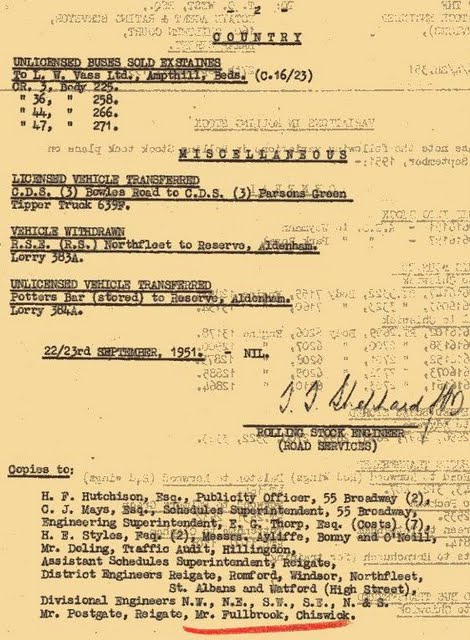 - 2 -
COUNTRY
UNLICENSED BUSES SOLD EXSTAINES
To L. W. Vass Ltd., Ampthill, Beds. (C.16/23)
CR. 3, Body 225.
" 36, " 258.
" 44, " 266.
" 47, " 271.
MISCELLANEOUS
LICENSED VEHICLE TRANSFERRED
C.D.S. (3) Bowles Road to C.D.S. (3) Parsons Green
Tipper Truck 639F.
VEHICLE WITHDRAWN
R.S.E. (R.S.) Northfleet to Reserve, Aldenham.
Lorry 383A.
UNLICENSED VEHICLE TRANSFERRED
Potters Bar (stored) to Reserve, Aldenham.
Lorry 384A.
22/23rd SEPTEMBER, 1951. - NIL.
ROLLING STOCK ENGINEER
(ROAD SERVICES)
Copies to:
H. F. Hutchison, Esq., Publicity Officer, 55 Broadway (2),
C. J. Mays, Esq., Schedules Superintendent, 55 Broadway,
Engineering Superintendent, E. G. Thorp, Esq. (Costs) (7),
H. E. Styles, Esq. (2), Messrs. Ayliffe, Bonny and O'Neill,
Mr. Doling, Traffic Audit, Hillingdon,
Assistant Schedules Superintendent, Reigate,
District Engineers Reigate, Romford, Windsor, Northfleet,
St. Albans and Watford (High Street),
Divisional Engineers N.W., N.E., S.W., S.E., N. & S.
Mr. Postgate, Reigate, Mr. Fullbrook, Chiswick.